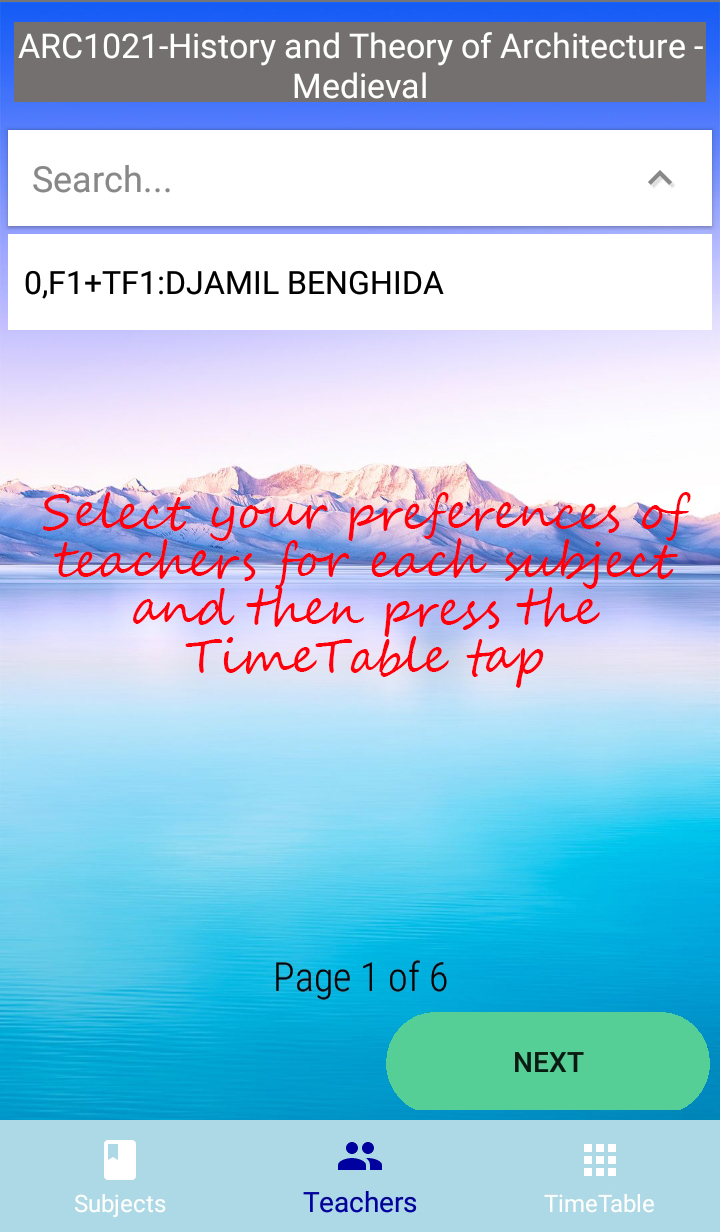 ARC1021-History and Theory of Architecture -
Medieval
Search...
0,F1+TF1:DJAMIL BENGHIDA
Select your preferences of
teachers for each subject
and then press the
TimeTable tap
Page 1 of 6
NEXT
Subjects
Teachers
TimeTable